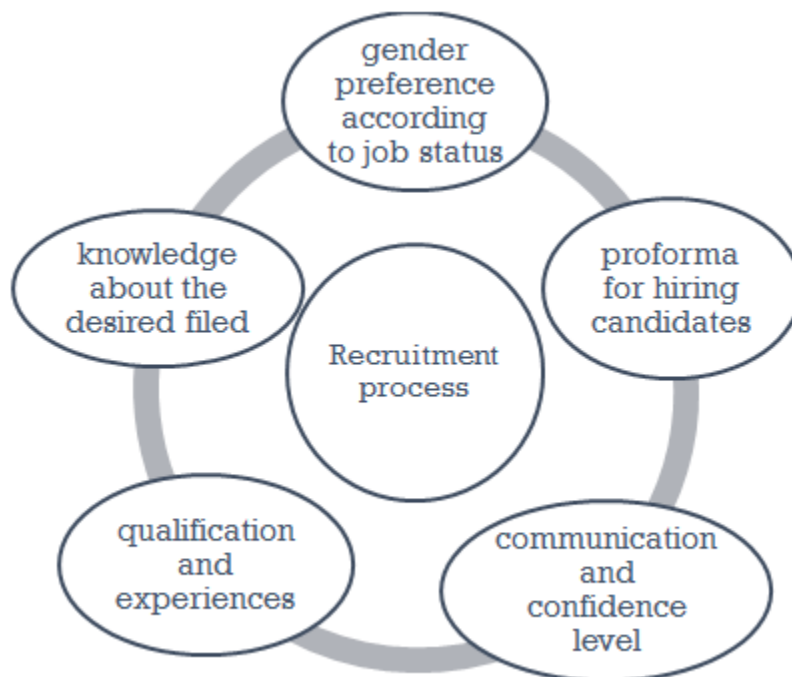 gender
preference
according
to job status
proforma
for hiring
candidates
communication
and
confidence
level
qualification
and
experiences
knowledge
about the
desired filed
Recruitment
process